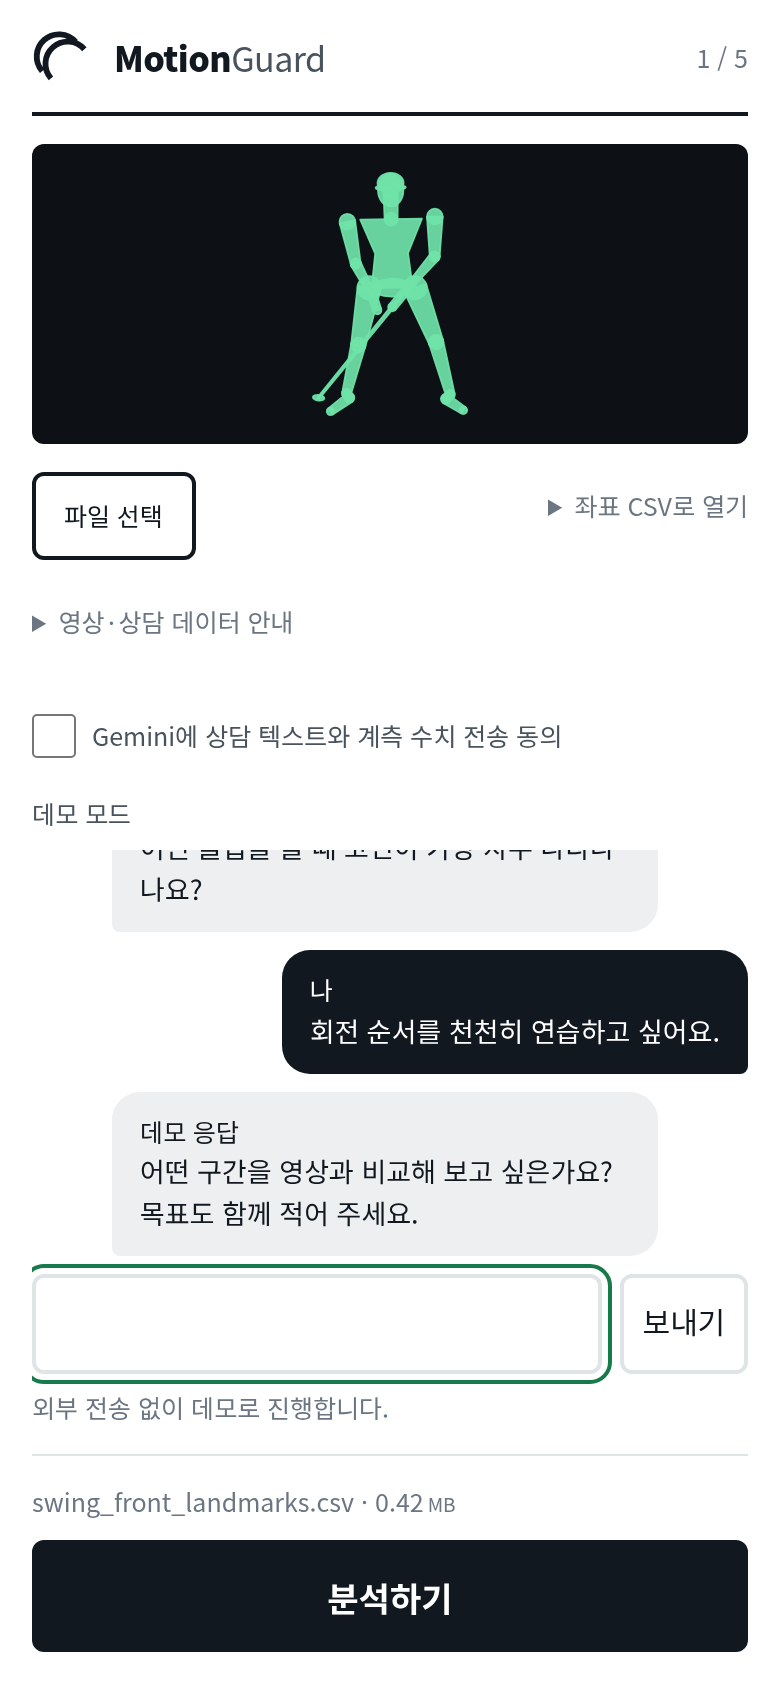 MotionGuard
1 / 5
파일 선택
▶ 좌표 CSV로 열기
▶ 영상·상담 데이터 안내
Gemini에 상담 텍스트와 계측 수치 전송 동의
데모 모드
나요?
나
회전 순서를 천천히 연습하고 싶어요.
데모 응답
어떤 구간을 영상과 비교해 보고 싶은가요?
목표도 함께 적어 주세요.
보내기
외부 전송 없이 데모로 진행합니다.
swing_front_landmarks.csv · 0.42 MB
분석하기